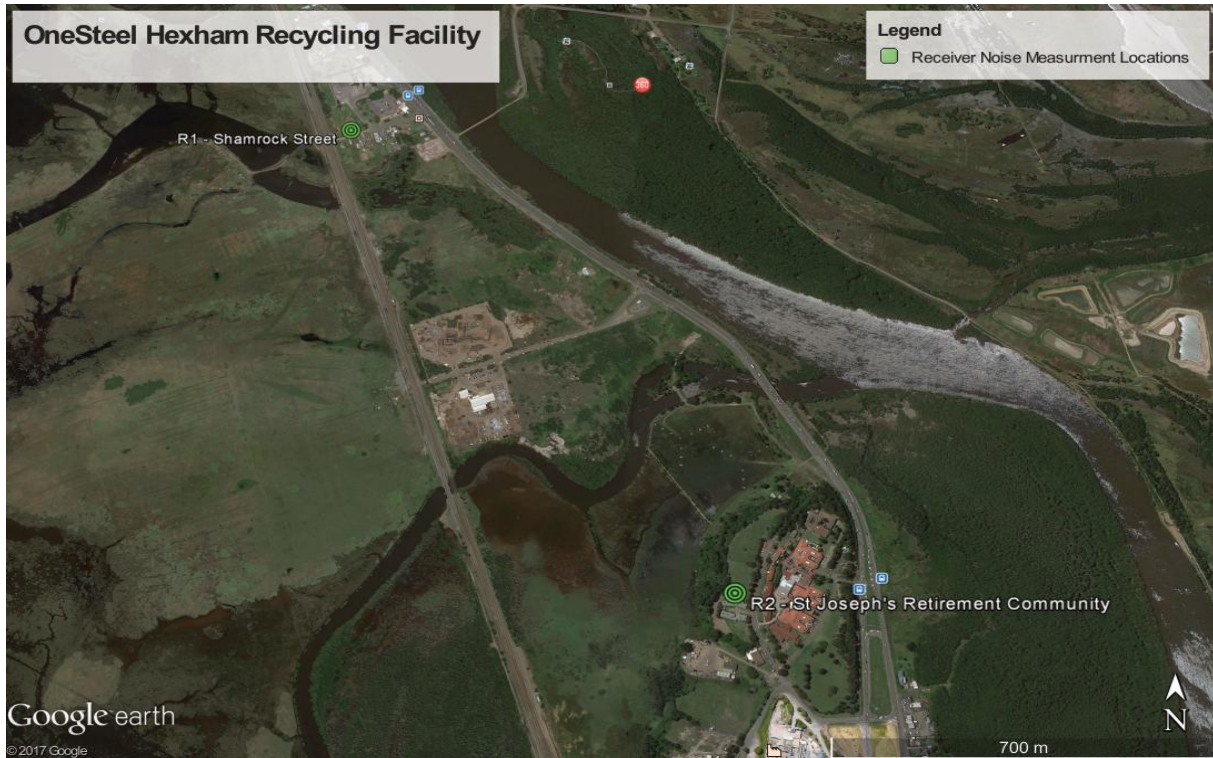 OneSteel Hexham Recycling Facility
Legend
Receiver Noise Measurment Locations
360
R1 - Shamrock Street
R2 - St Joseph's Retirement Community
Google earth
N
© 2017 Google
700 m